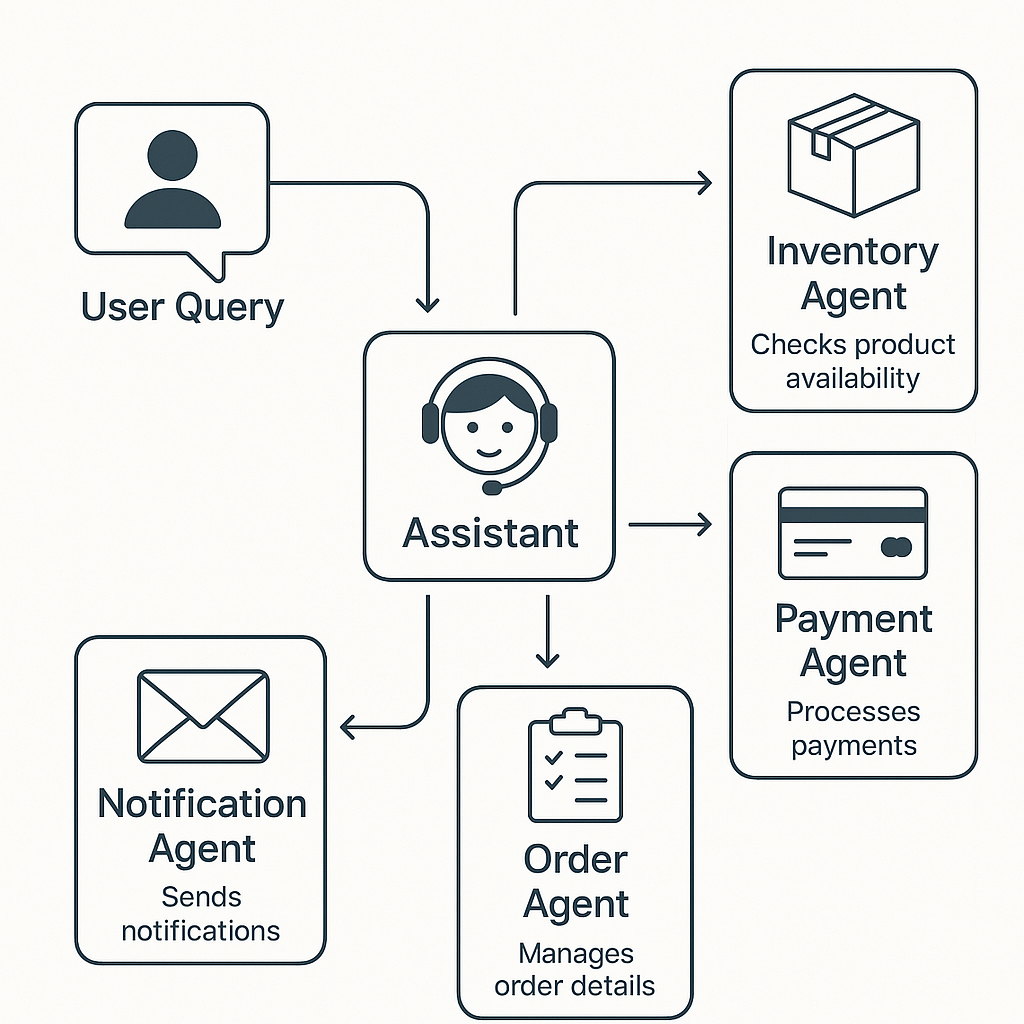 User Query
Inventory
Agent
Checks product
availability
Assistant
Payment
Agent
Processes
payments
Notification
Agent
Sends
notifications
Order
Agent
Manages
order details